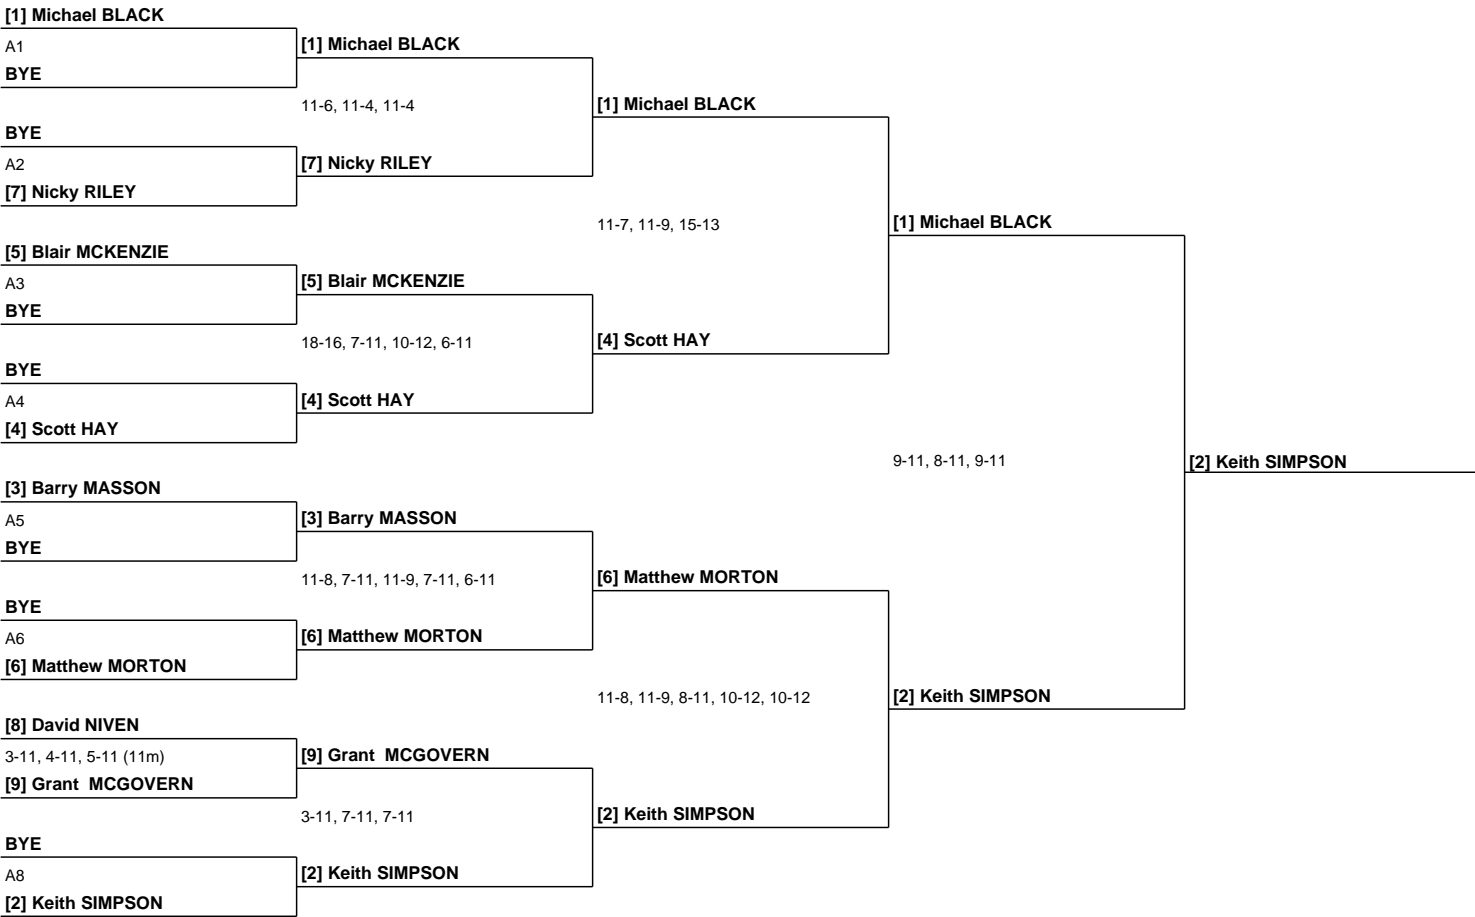 [1] Michael BLACK
A1
BYE
BYE
A2
[7] Nicky RILEY
[5] Blair MCKENZIE
A3
BYE
BYE
A4
[4] Scott HAY
[3] Barry MASSON
A5
BYE
BYE
A6
[6] Matthew MORTON
[8] David NIVEN
3-11, 4-11, 5-11 (11m)
[9] Grant  MCGOVERN
BYE
A8
[2] Keith SIMPSON
[1] Michael BLACK
11-6, 11-4, 11-4
[7] Nicky RILEY
[5] Blair MCKENZIE
18-16, 7-11, 10-12, 6-11
[4] Scott HAY
[3] Barry MASSON
11-8, 7-11, 11-9, 7-11, 6-11
[6] Matthew MORTON
[9] Grant  MCGOVERN
3-11, 7-11, 7-11
[2] Keith SIMPSON
[1] Michael BLACK
11-7, 11-9, 15-13
[4] Scott HAY
[6] Matthew MORTON
11-8, 11-9, 8-11, 10-12, 10-12
[2] Keith SIMPSON
[1] Michael BLACK
9-11, 8-11, 9-11
[2] Keith SIMPSON
[2] Keith SIMPSON